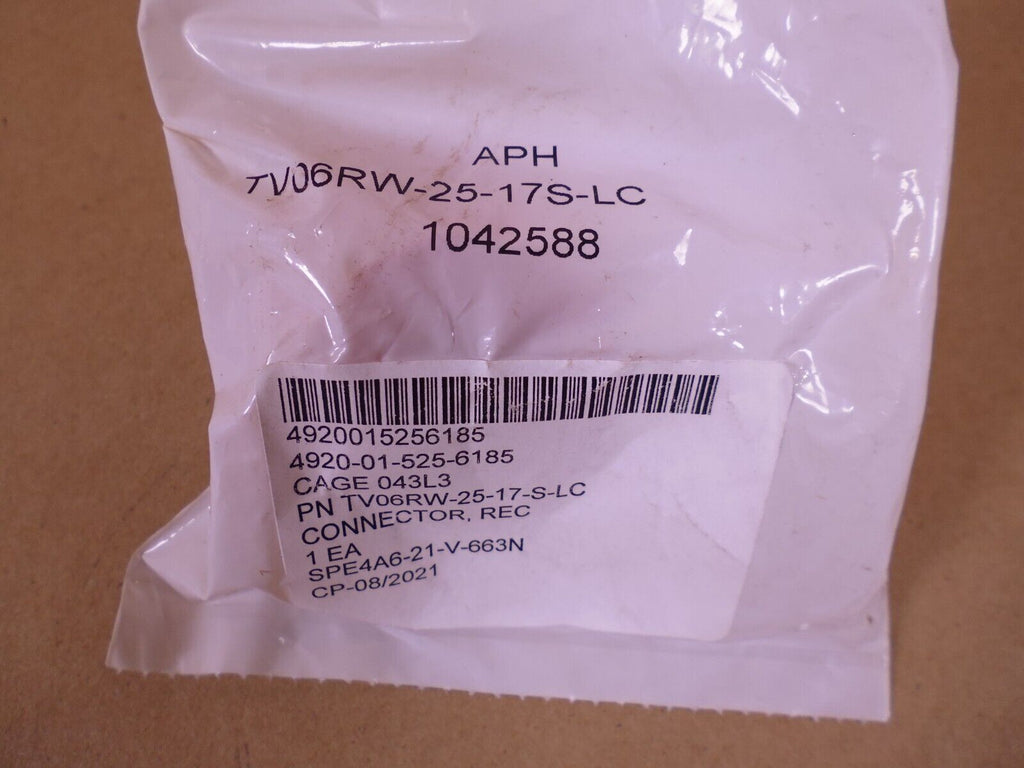 APH
TV06RW-25-17S-LC
1042588
4920015256185
4920-01-525-6185
CAGE 043L3
PN TV06RW-25-17-S-LC
CONNECTOR, REC
1 EA
SPE4A6-21-V-663N
CP-08/2021